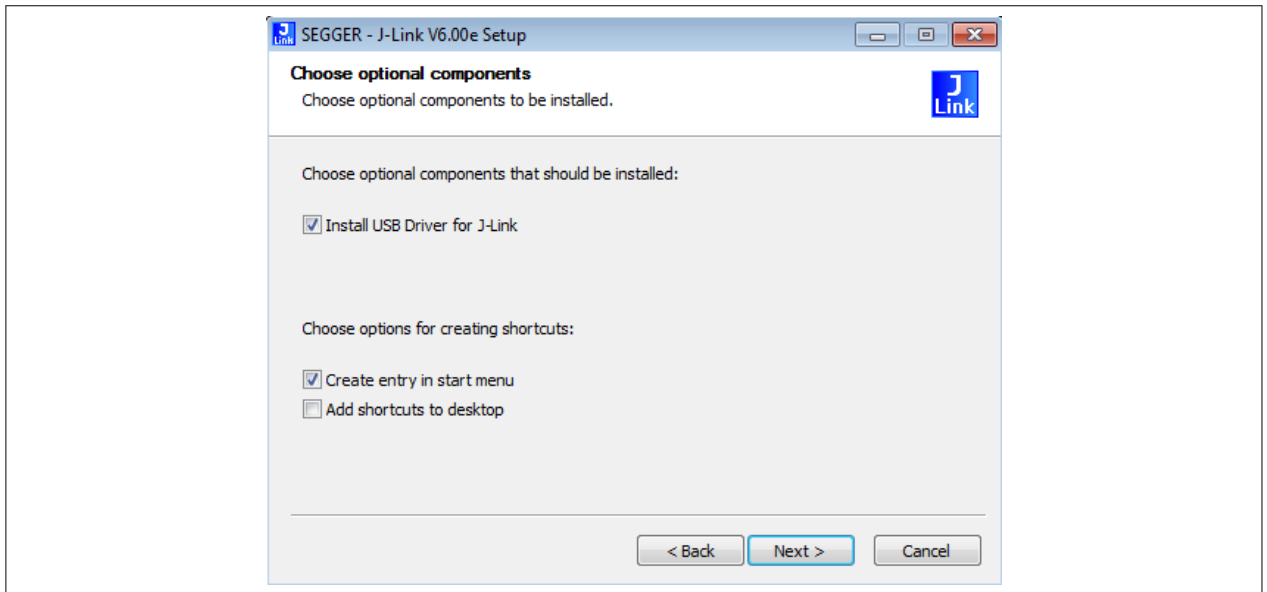 J
Link
SEGGER - J-Link V6.00e Setup
Choose optional components
Choose optional components to be installed.
J
Link
Choose optional components that should be installed:
Install USB Driver for J-Link
Choose options for creating shortcuts:
Create entry in start menu
Add shortcuts to desktop
< Back
Next >
Cancel